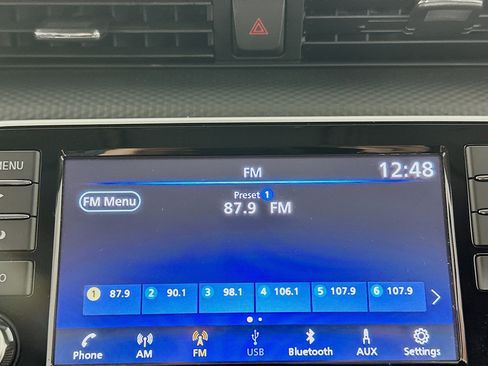 MENU
FM
12:48
FM Menu
Preset 1
87.9 FM
1 87.9 2 90.1 3 98.1 4 106.1 5 107.9 6 107.9
Phone AM FM USB Bluetooth AUX Settings